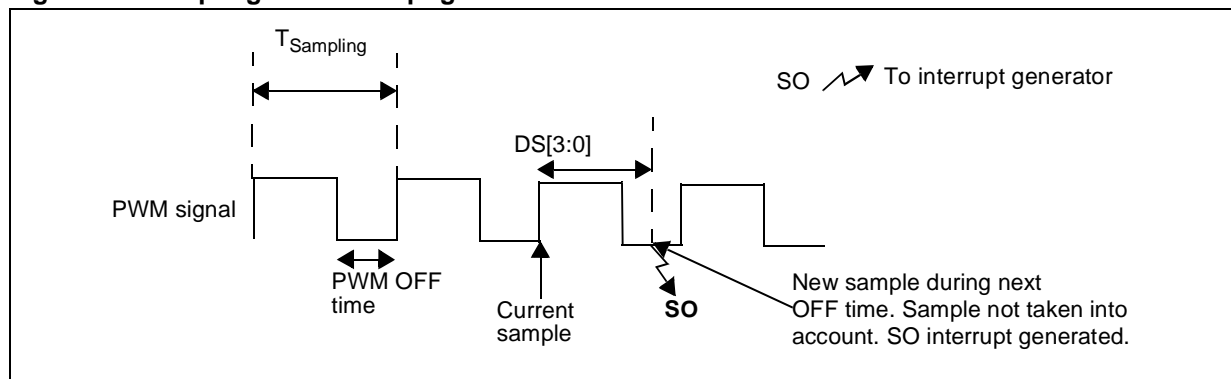 T Sampling
SO To interrupt generator
DS[3:0]
PWM signal
PWM OFF
time
Current
sample
SO
New sample during next
OFF time. Sample not taken into
account. SO interrupt generated.